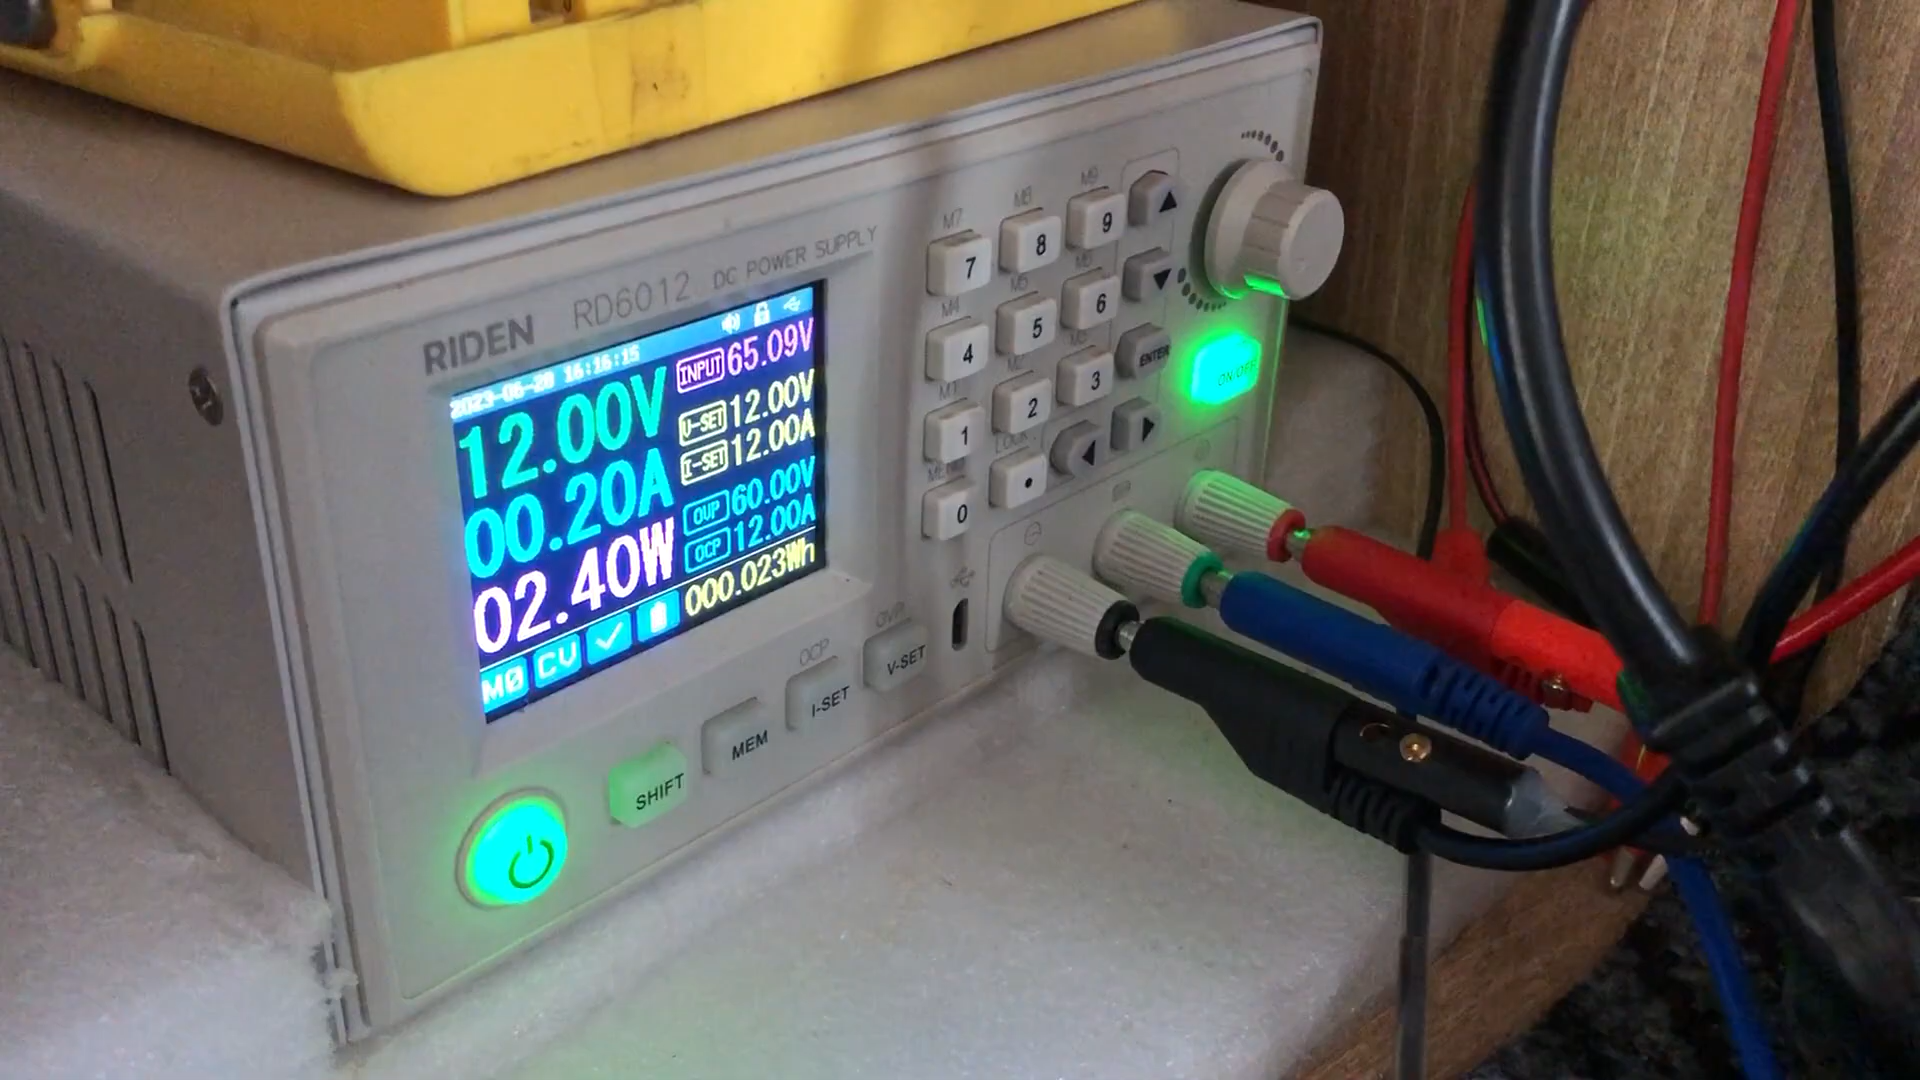 RIDEN RD6012 DC POWER SUPPLY
2023-06-20 16:16:15
INPUT 65.09V
12.00V
U-SET 12.00V
00.20A
I-SET 12.00A
OVP 60.00V
02.40W
OCP 12.00A
000.023Wh
M0 CV
M7 M8 M9
7 8 9
M4 M5 M6
4 5 6
M1 M2 M3
1 2 3 ENTER
MENU LOCK
0 .
ON/OFF
OCP OVP
SHIFT MEM I-SET V-SET